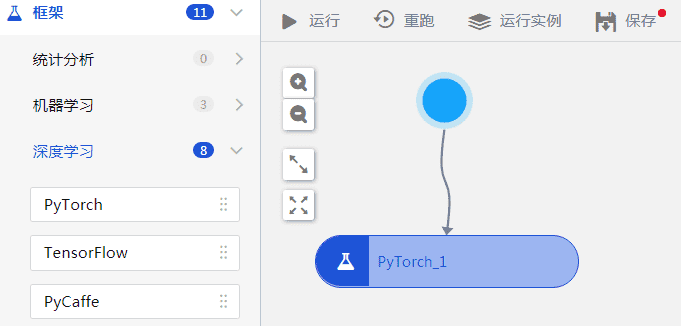 框架 11
统计分析 0
机器学习 3
深度学习 8
PyTorch
TensorFlow
PyCaffe
运行 重跑 运行实例 保存
PyTorch_1